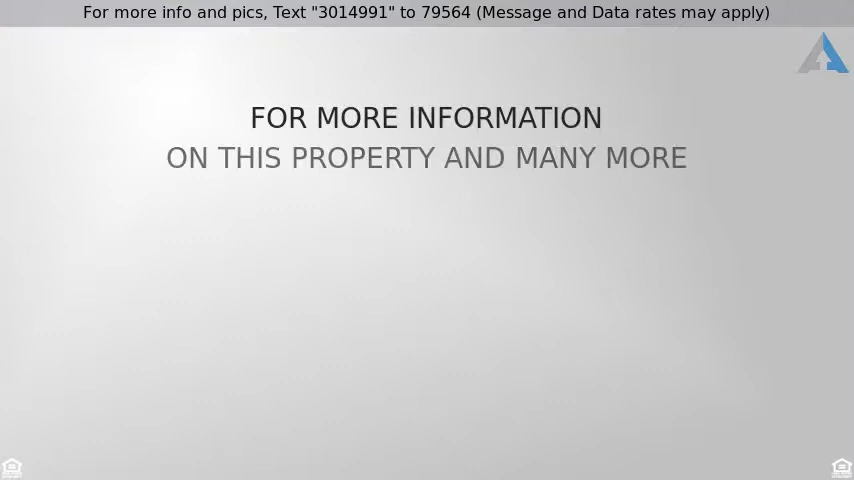 For more info and pics, Text "3014991" to 79564 (Message and Data rates may apply)
FOR MORE INFORMATION
ON THIS PROPERTY AND MANY MORE